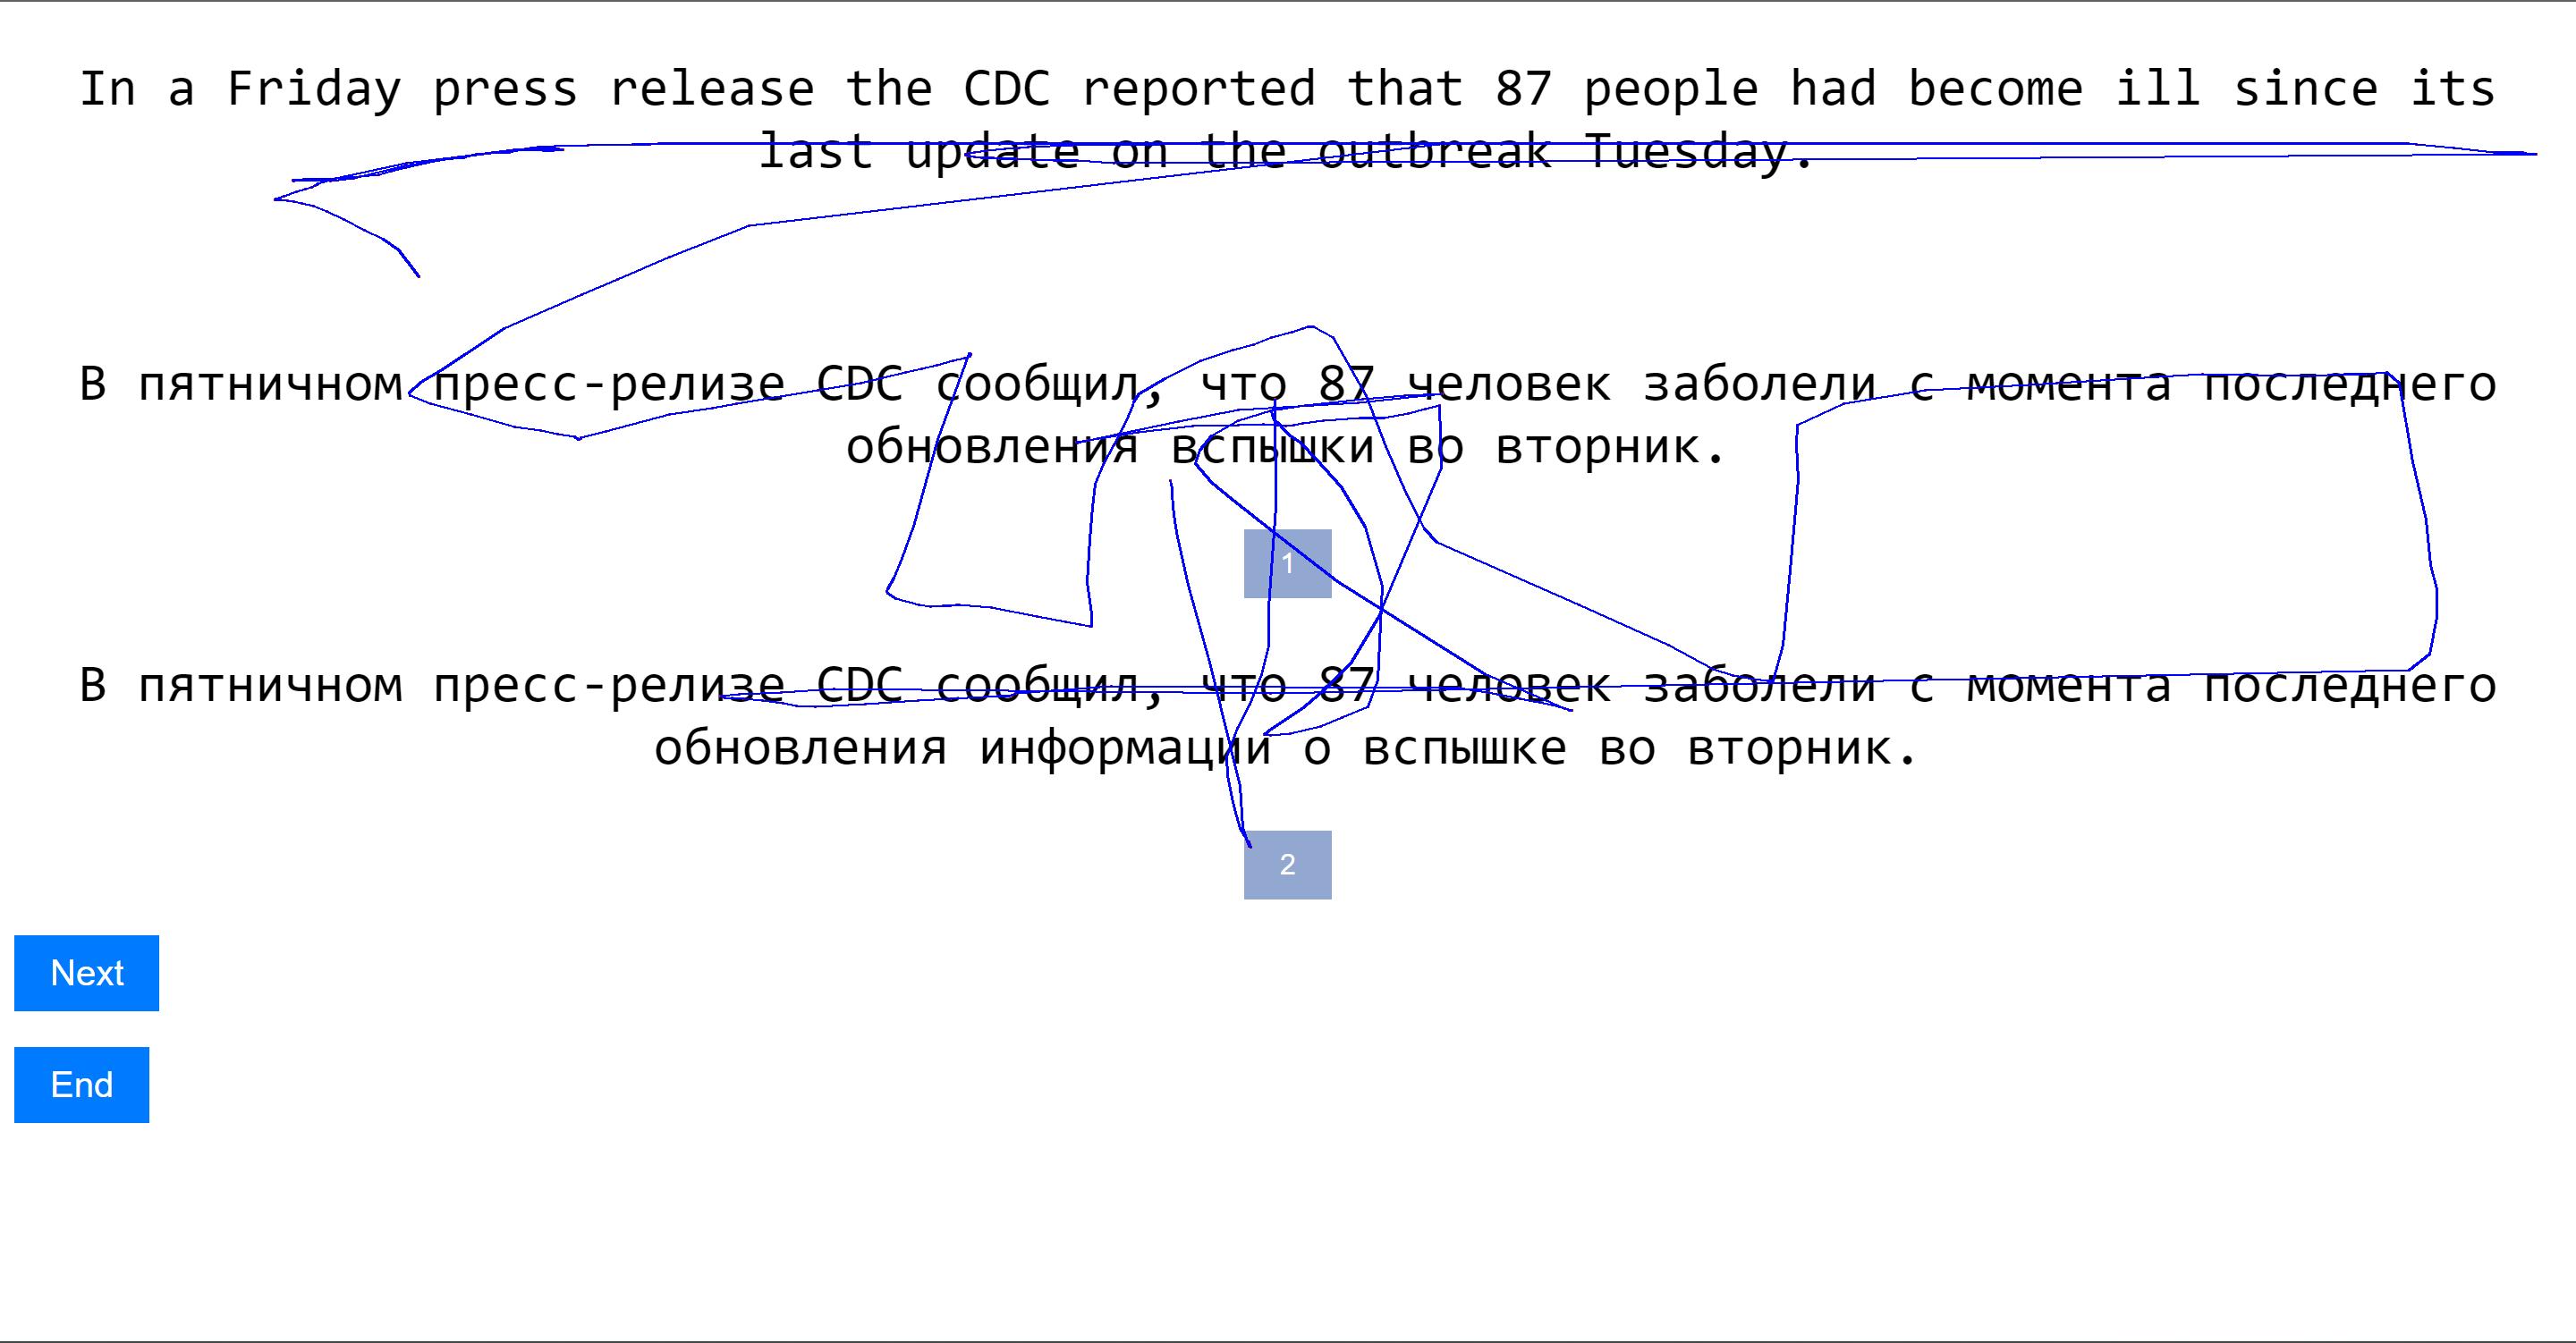 In a Friday press release the CDC reported that 87 people had become ill since its
last update on the outbreak Tuesday.
В пятничном пресс-релизе CDC сообщил, что 87 человек заболели с момента последнего
обновления вспышки во вторник.
1
В пятничном пресс-релизе CDC сообщил, что 87 человек заболели с момента последнего
обновления информации о вспышке во вторник.
2
Next
End